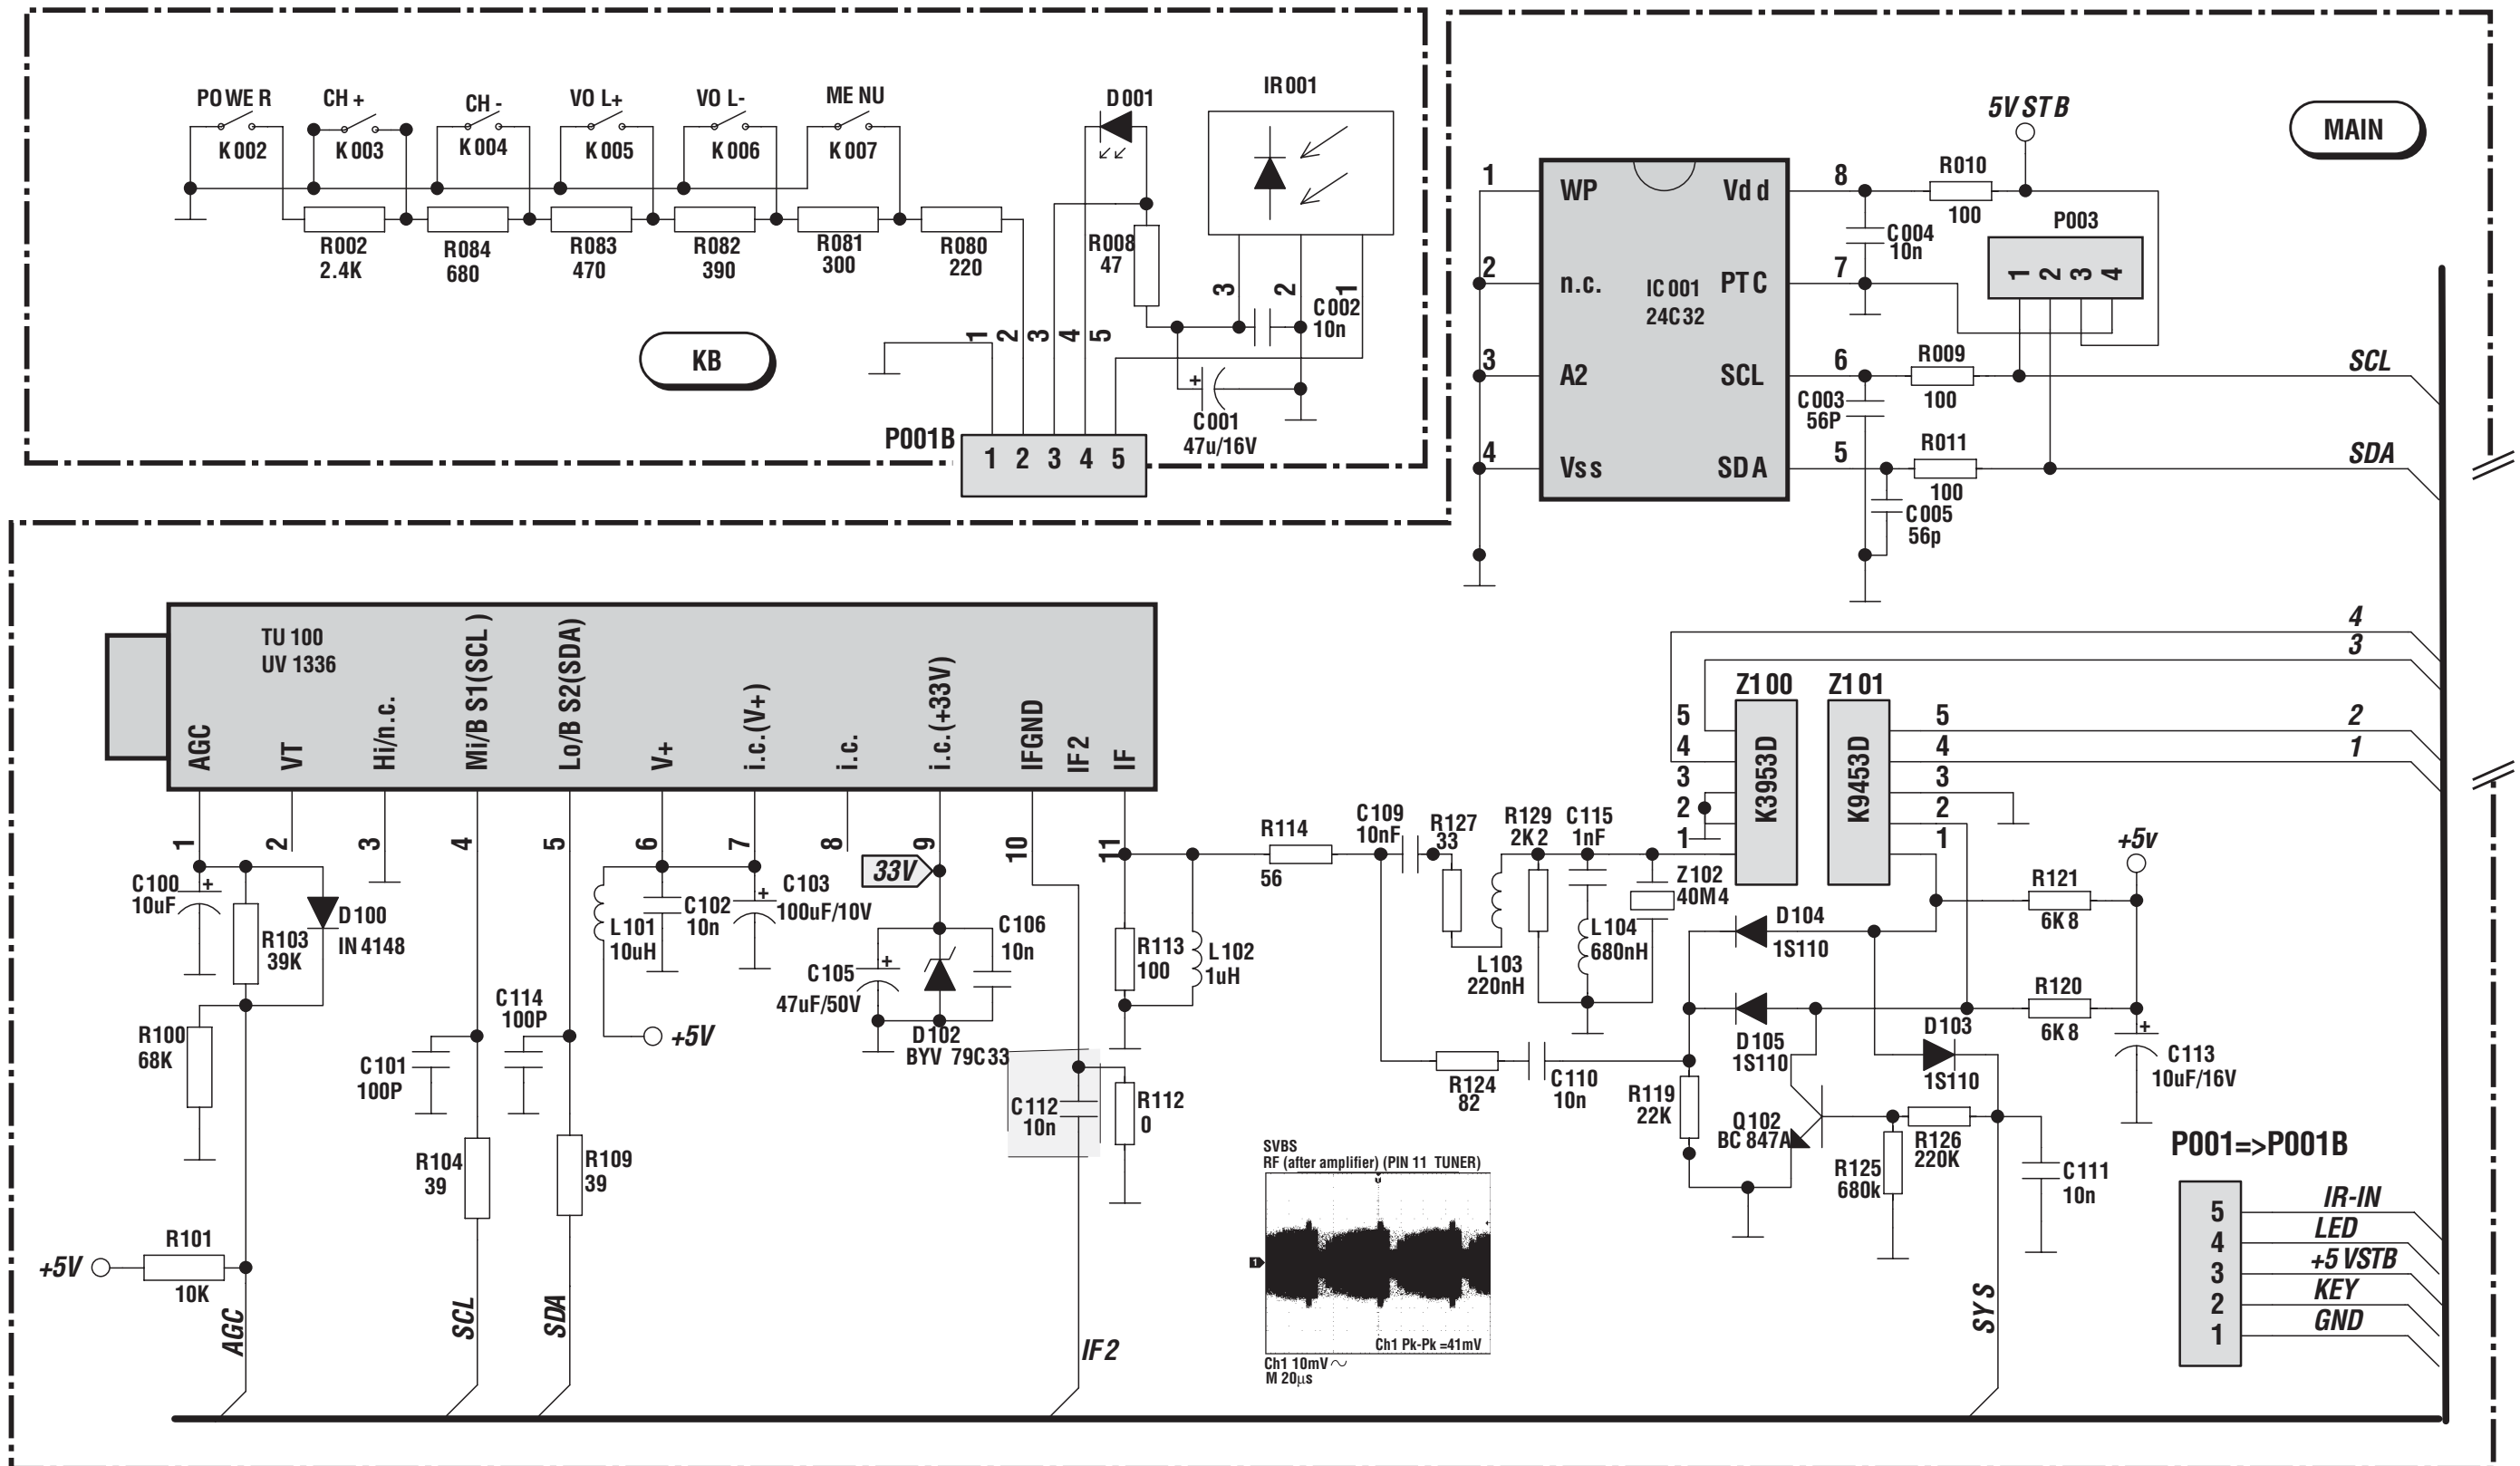 POWER
CH +
CH -
VOL+
VOL-
MENU
K002
K003
K004
K005
K006
K007
R002
2.4K
R084
680
R083
470
R082
390
R081
300
R080
220
D001
IR001
R008
47
3
2
1
C002
10n
C001
47u/16V
1
2
3
4
5
KB
P001B
1 2 3 4 5
MAIN
5V STB
R010
100
P003
1
2
3
4
1
WP
Vdd
8
2
n.c.
PTC
7
IC001
24C32
3
A2
SCL
6
4
Vss
SDA
5
C004
10n
R009
100
SCL
C003
56P
R011
100
SDA
C005
56p
TU 100
UV 1336
AGC
VT
Hi/n.c.
Mi/B S1(SCL )
Lo/B S2(SDA)
V+
i.c.(V+)
i.c.
i.c.(+33V)
IFGND
IF2
IF
1
2
3
4
5
6
7
8
9
10
11
C100
10uF
R103
39K
D100
IN 4148
R100
68K
+5V
R101
10K
AGC
C101
100P
C114
100P
R104
39
R109
39
SCL
SDA
L101
10uH
C102
10n
C103
100uF/10V
+5V
33V
C105
47uF/50V
D102
BYV 79C33
C106
10n
R113
100
L102
1uH
C112
10n
R112
0
IF2
R114
56
C109
10nF
R127
33
L103
220nH
R129
2K2
C115
1nF
L104
680nH
Z102
40M4
Z100
K3953D
5
4
3
2
1
Z101
K9453D
5
4
3
2
1
4
3
2
1
D104
1S110
D105
1S110
D103
1S110
R121
6K8
R120
6K8
+5v
C113
10uF/16V
R124
82
C110
10n
R119
22K
Q102
BC 847A
R125
680k
R126
220K
C111
10n
SYS
SVBS
RF (after amplifier) (PIN 11 TUNER)
1
Ch1 Pk-Pk =41mV
Ch1 10mV
M 20µs
P001=>P001B
5
IR-IN
4
LED
3
+5 VSTB
2
KEY
1
GND